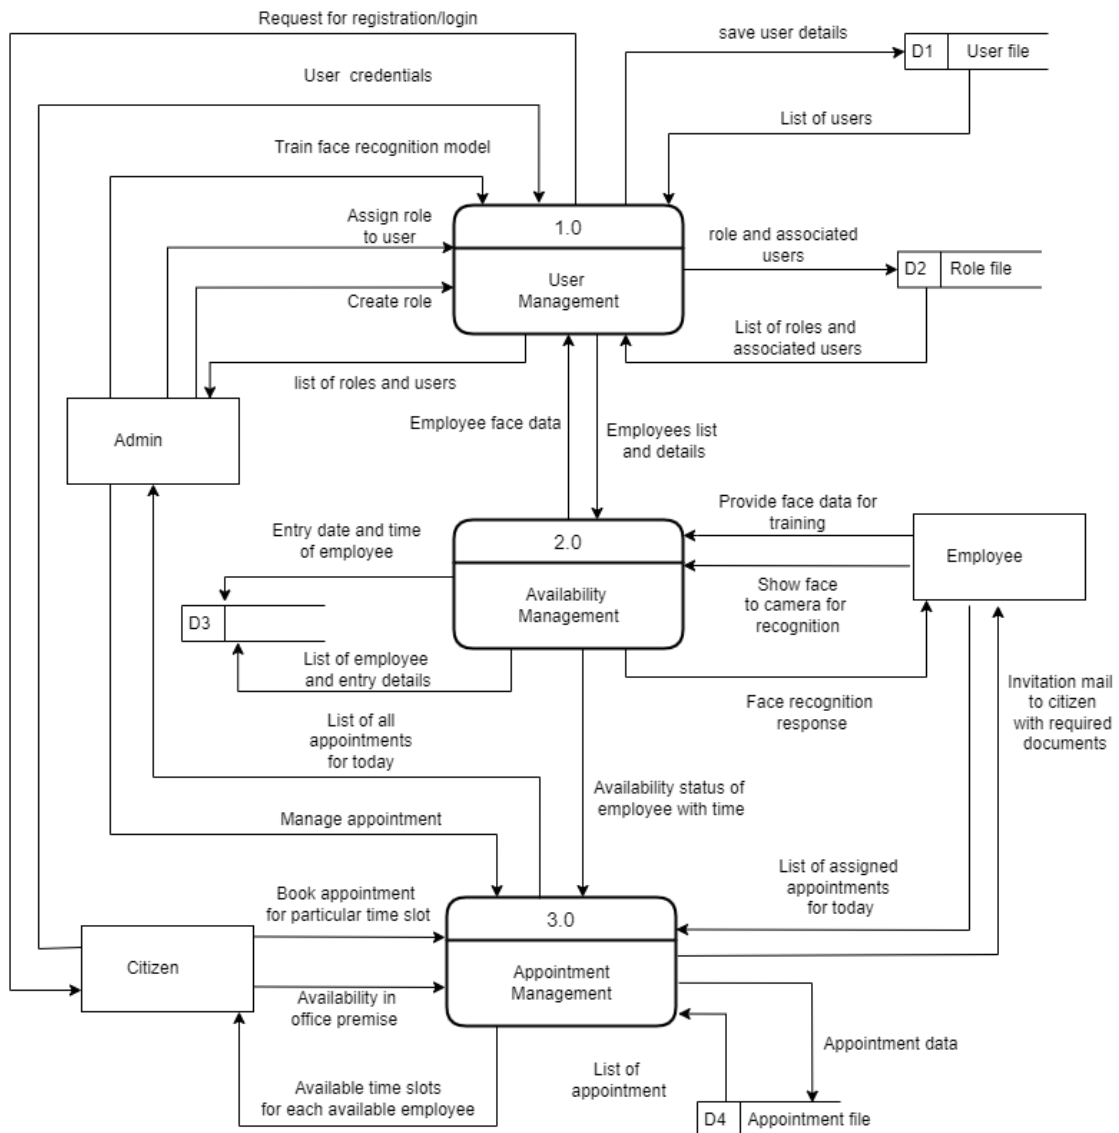 Request for registration/login
save user details
D1
User file
User credentials
List of users
Train face recognition model
Assign role
to user
1.0
role and associated
users
D2
Role file
User
Management
Create role
List of roles and
associated users
list of roles and users
Admin
Employee face data
Employees list
and details
Provide face data for
training
Entry date and time
of employee
2.0
Employee
Availability
Management
Show face
to camera for
recognition
D3
List of employee
and entry details
Face recognition
response
Invitation mail
to citizen
with required
documents
List of all
appointments
for today
Availability status of
employee with time
Manage appointment
List of assigned
appointments
for today
Book appointment
for particular time slot
3.0
Citizen
Appointment
Management
Availability in
office premise
Appointment data
List of
appointment
Available time slots
for each available employee
D4
Appointment file